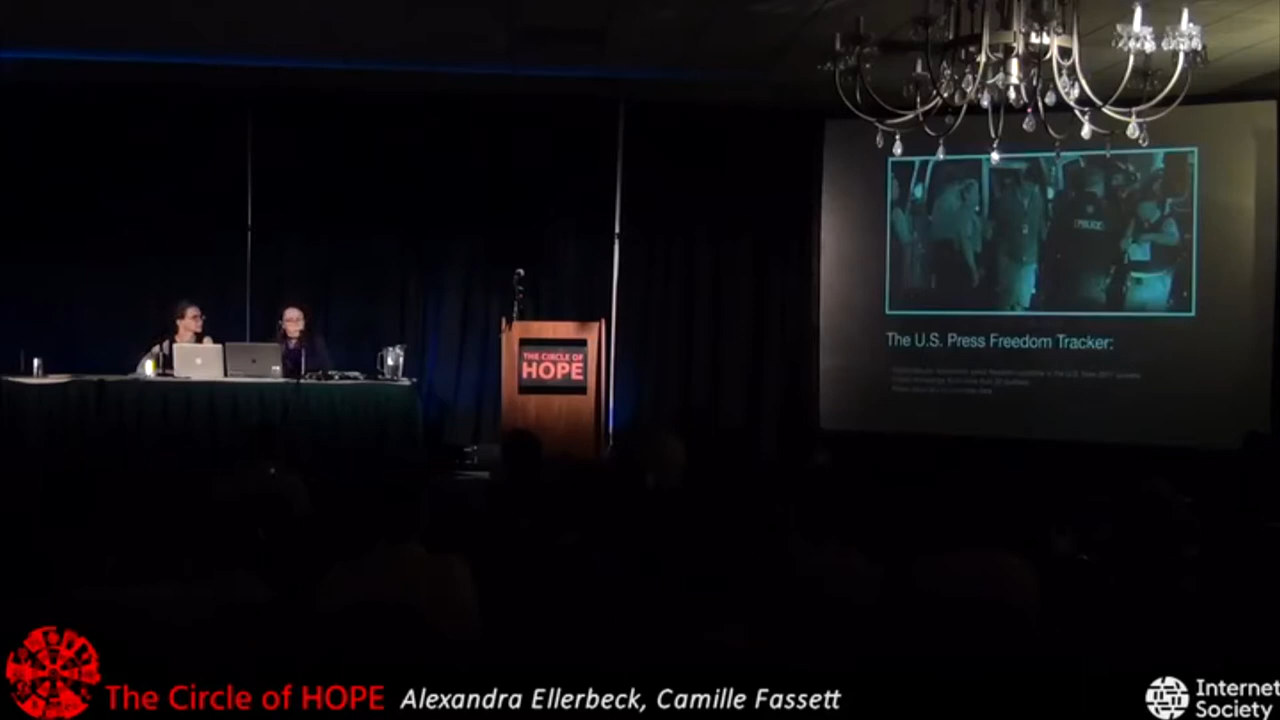 POLICE
The U.S. Press Freedom Tracker:
THE CIRCLE OF
HOPE
The Circle of HOPE
Alexandra Ellerbeck, Camille Fassett
Internet
Society